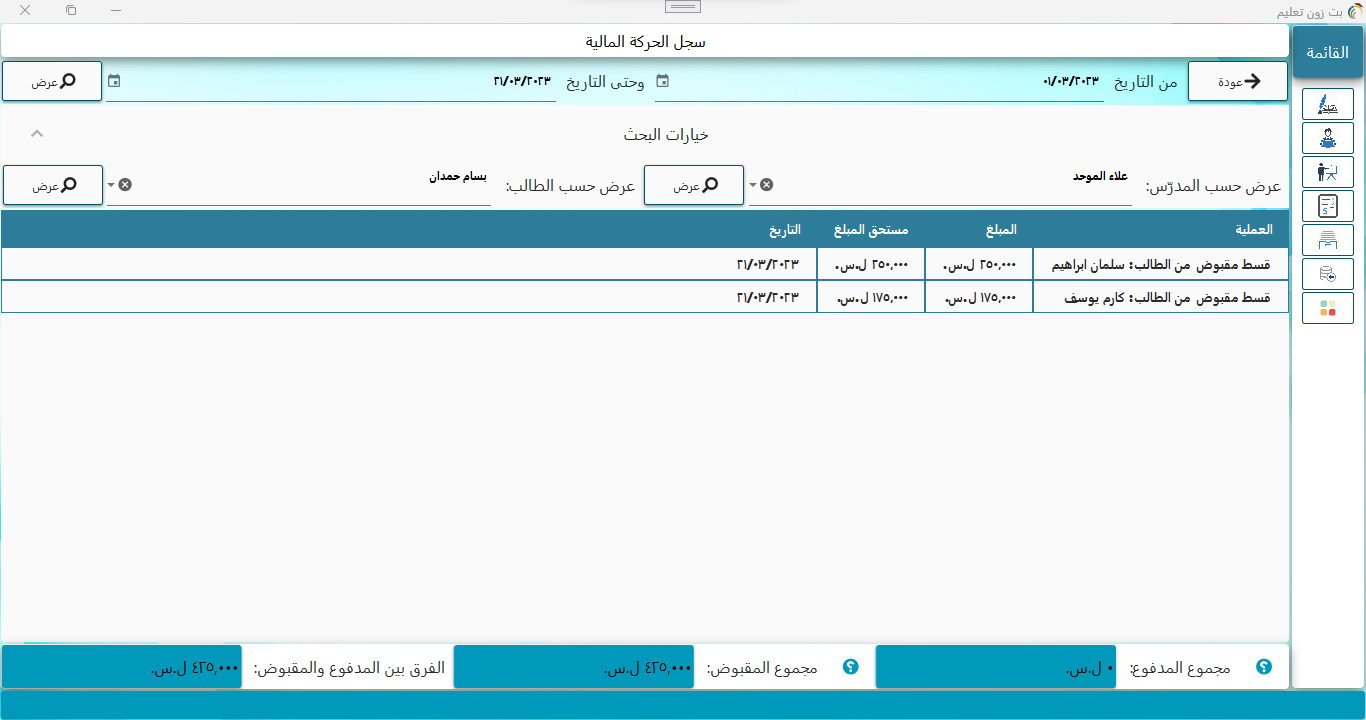 بت زون تعليم
القائمة
سجل الحركة المالية
عودة
من التاريخ ٠١/٠٣/٢٠٢٣ وحتى التاريخ ٢١/٠٣/٢٠٢٣ عرض
خيارات البحث
عرض حسب المدرّس: علاء الموحد عرض عرض حسب الطالب: بسام حمدان عرض
العملية المبلغ مستحق المبلغ التاريخ
قسط مقبوض من الطالب: سلمان ابراهيم ٢٥٠,٠٠٠ ل.س. ٢٥٠,٠٠٠ ل.س. ٢١/٠٣/٢٠٢٣
قسط مقبوض من الطالب: كارم يوسف ١٧٥,٠٠٠ ل.س. ١٧٥,٠٠٠ ل.س. ٢١/٠٣/٢٠٢٣
مجموع المدفوع: ٠ ل.س. مجموع المقبوض: ٤٢٥,٠٠٠ ل.س. الفرق بين المدفوع والمقبوض: ٤٢٥,٠٠٠ ل.س.